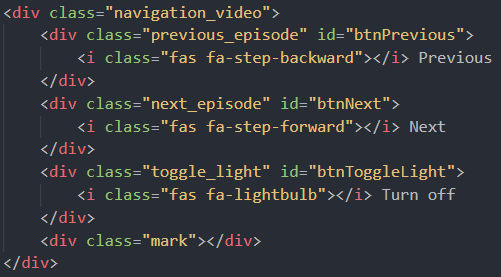 <div class="navigation_video">
<div class="previous_episode" id="btnPrevious">
<i class="fas fa-step-backward"></i> Previous
</div>
<div class="next_episode" id="btnNext">
<i class="fas fa-step-forward"></i> Next
</div>
<div class="toggle_light" id="btnToggleLight">
<i class="fas fa-lightbulb"></i> Turn off
</div>
<div class="mark"></div>
</div>